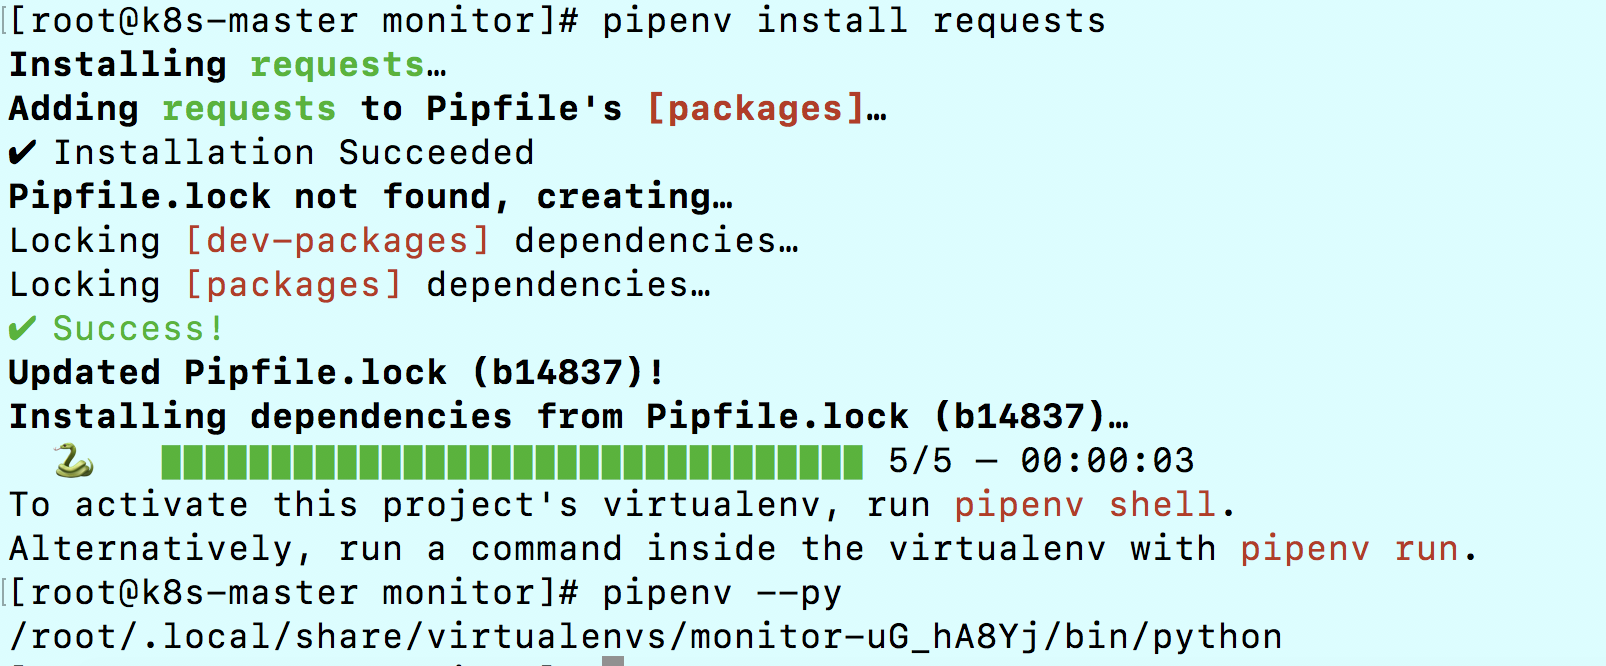 [root@k8s-master monitor]# pipenv install requests
Installing requests…
Adding requests to Pipfile's [packages]…
✔ Installation Succeeded
Pipfile.lock not found, creating…
Locking [dev-packages] dependencies…
Locking [packages] dependencies…
✔ Success!
Updated Pipfile.lock (b14837)!
Installing dependencies from Pipfile.lock (b14837)…
🐍 ▉▉▉▉▉▉▉▉▉▉▉▉▉▉▉▉▉▉▉▉▉▉▉▉▉▉▉▉▉▉▉▉ 5/5 — 00:00:03
To activate this project's virtualenv, run pipenv shell.
Alternatively, run a command inside the virtualenv with pipenv run.
[root@k8s-master monitor]# pipenv --py
/root/.local/share/virtualenvs/monitor-uG_hA8Yj/bin/python